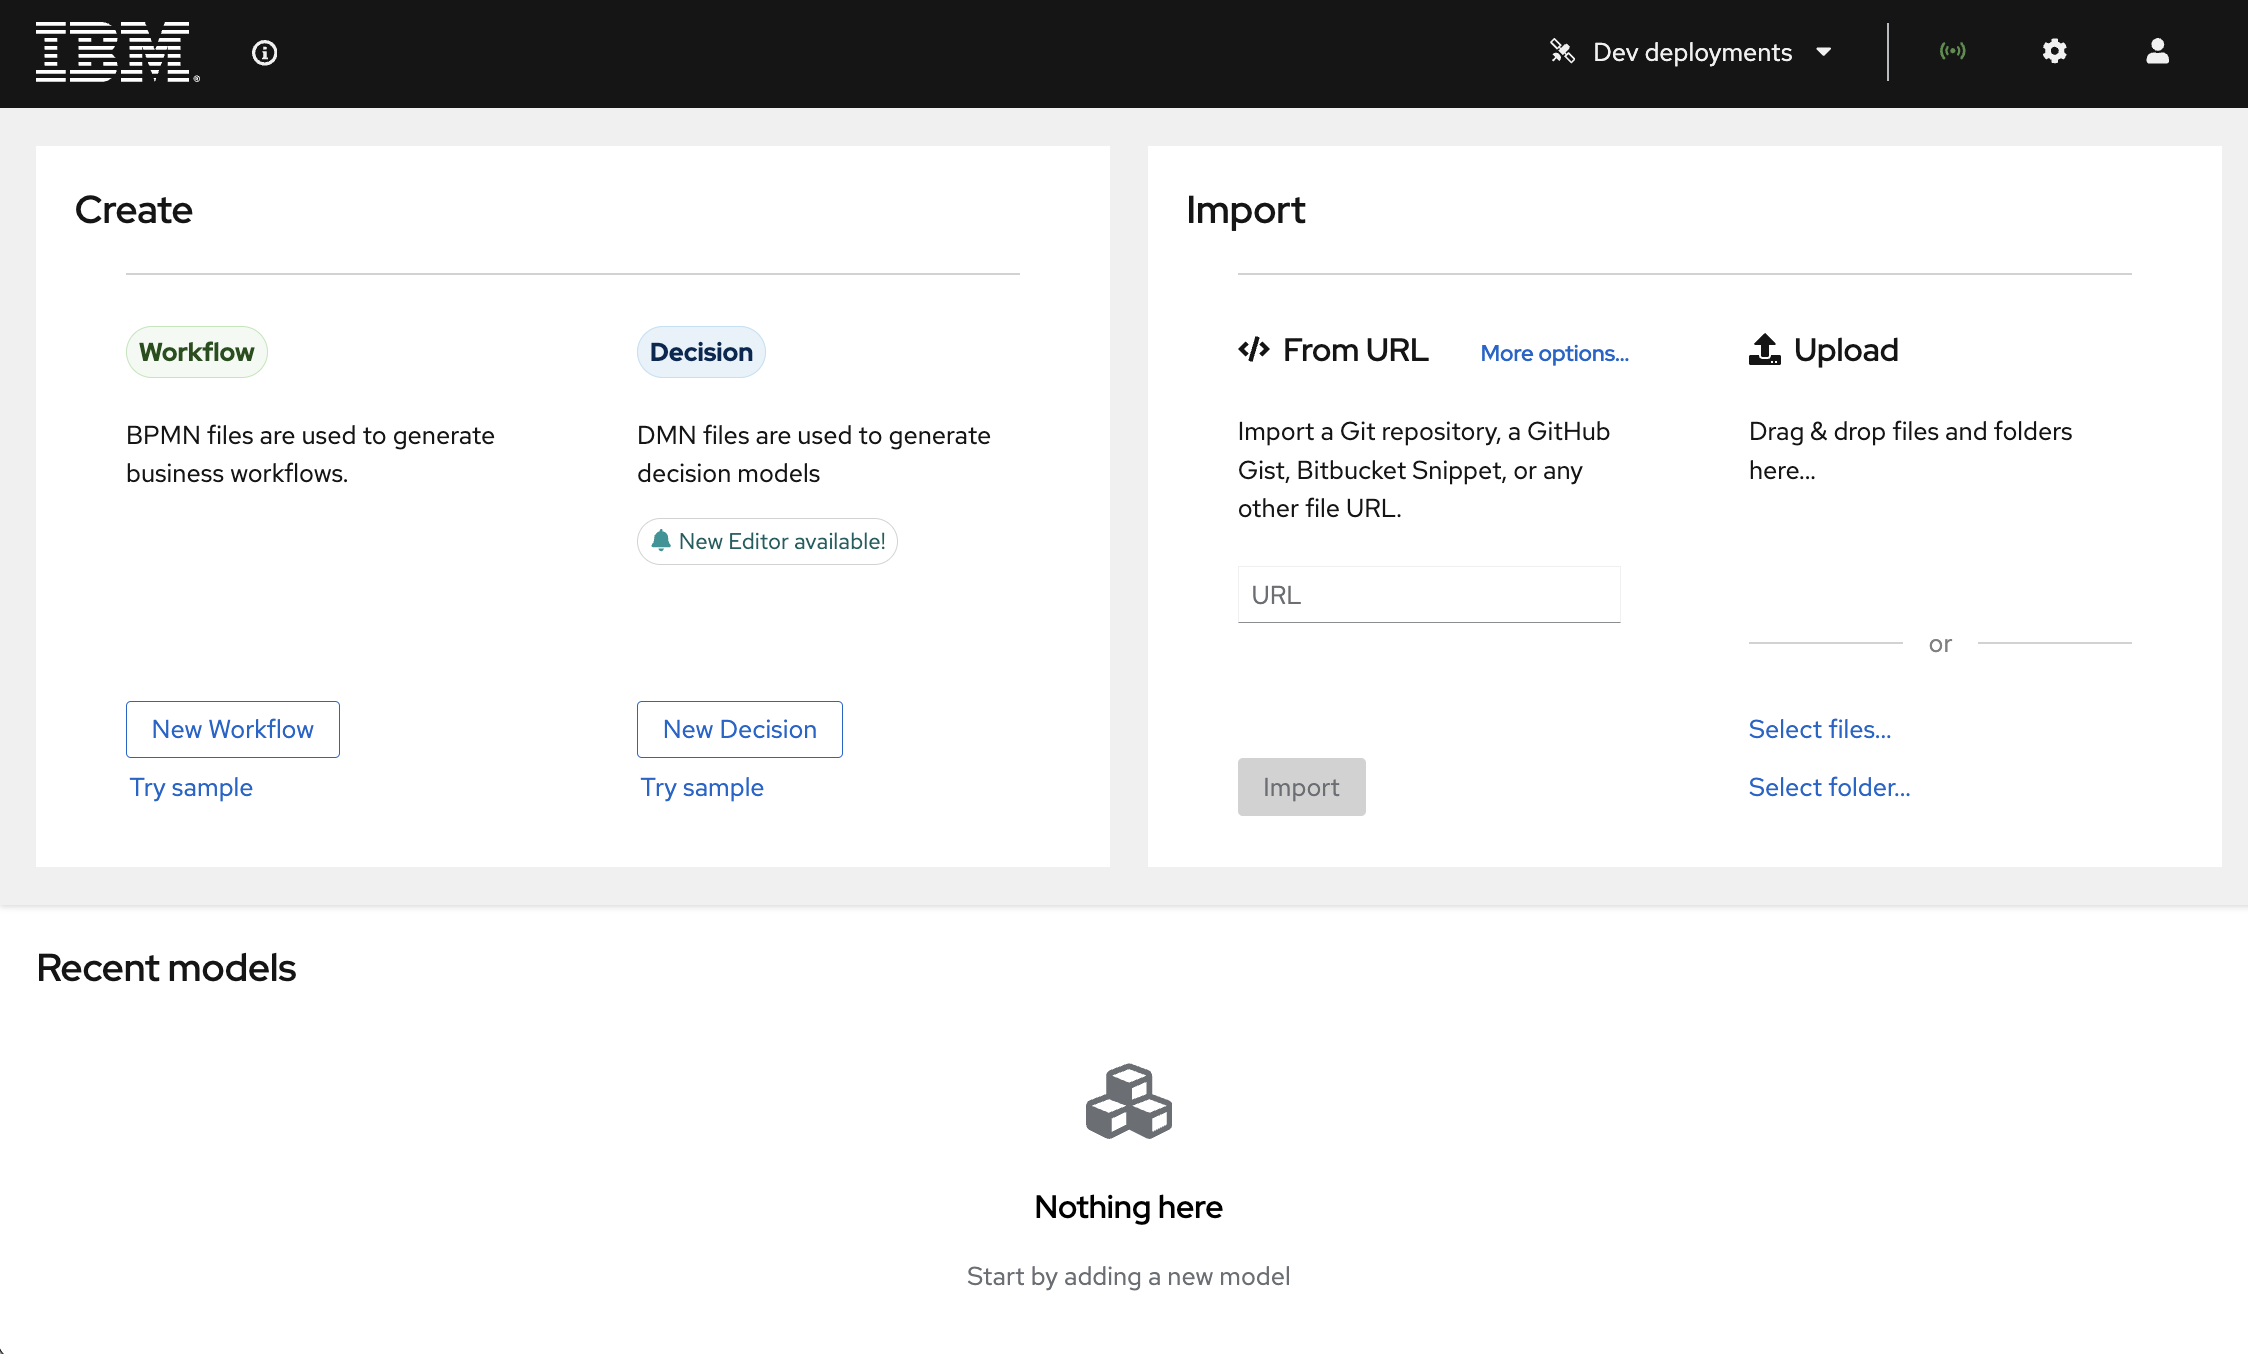 IBM®
Dev deployments
Create
Workflow
BPMN files are used to generate
business workflows.
New Workflow
Try sample
Decision
DMN files are used to generate
decision models
New Editor available!
New Decision
Try sample
Import
From URL
More options...
Import a Git repository, a GitHub
Gist, Bitbucket Snippet, or any
other file URL.
URL
Import
Upload
Drag & drop files and folders
here...
or
Select files...
Select folder...
Recent models
Nothing here
Start by adding a new model